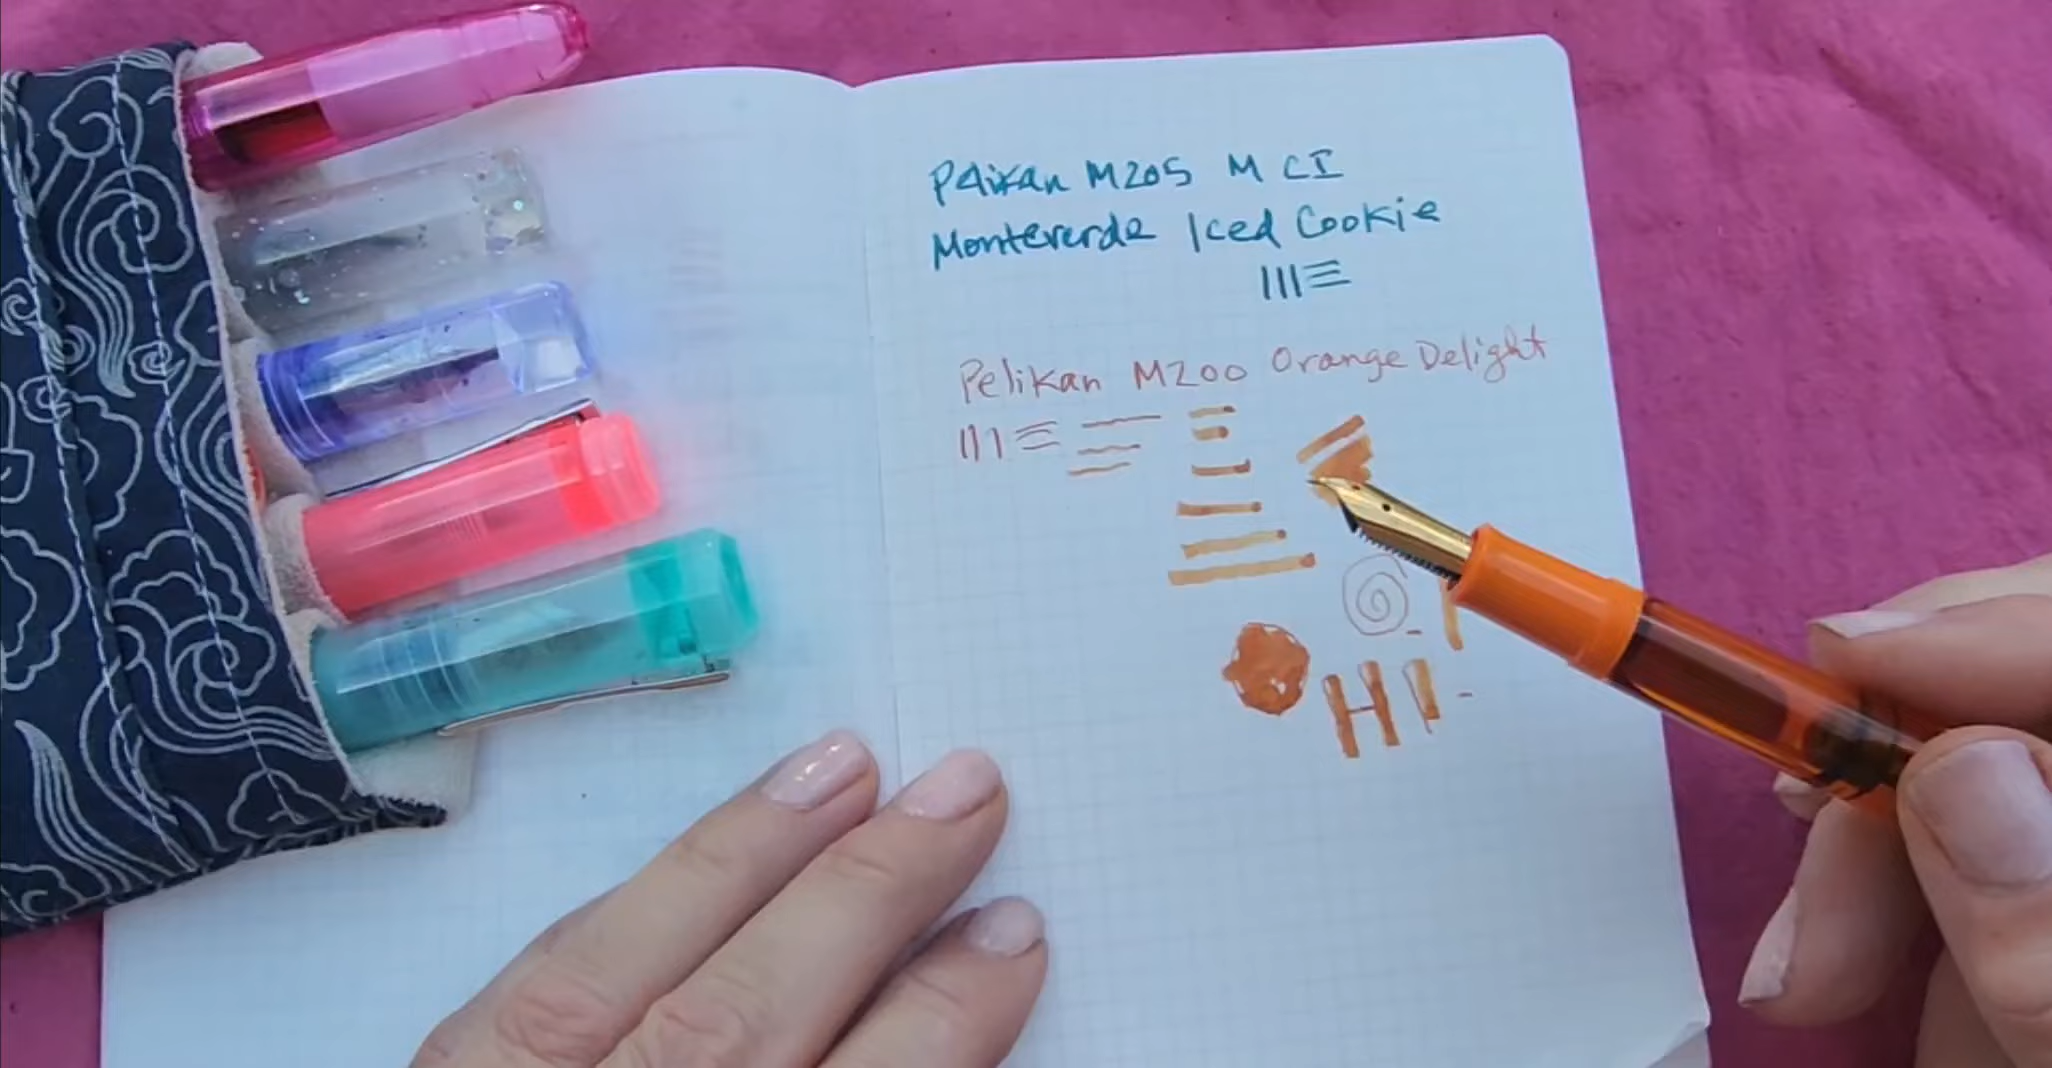 Pelikan M205 M CI
Monteverde Iced Cookie
Pelikan M200 Orange Delight
HI